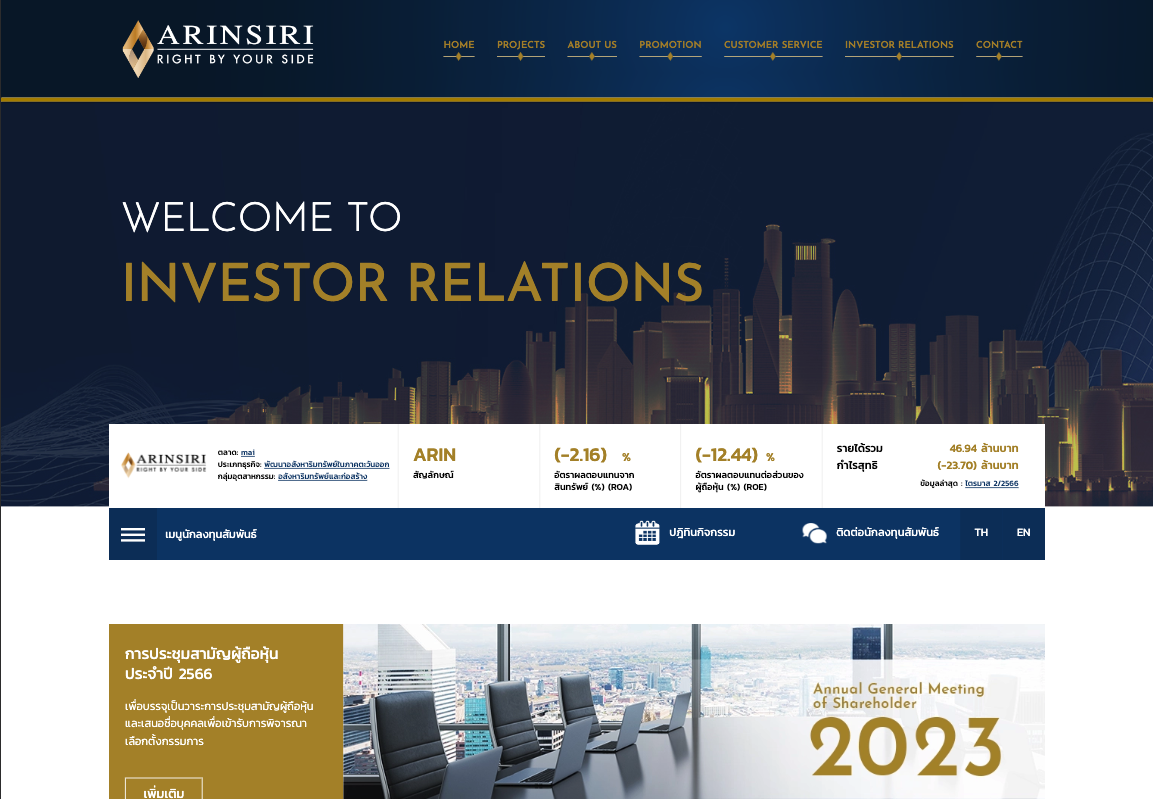 ARINSIRI
RIGHT BY YOUR SIDE
HOME PROJECTS ABOUT US PROMOTION CUSTOMER SERVICE INVESTOR RELATIONS CONTACT
WELCOME TO
INVESTOR RELATIONS
ARINSIRI
RIGHT BY YOUR SIDE
ตลาด: mai
ประเภทธุรกิจ: พัฒนาอสังหาริมทรัพย์ในภาคตะวันออก
กลุ่มอุตสาหกรรม: อสังหาริมทรัพย์และก่อสร้าง
ARIN
สัญลักษณ์
(-2.16) %
อัตราผลตอบแทนจาก
สินทรัพย์ (%) (ROA)
(-12.44) %
อัตราผลตอบแทนต่อส่วนของ
ผู้ถือหุ้น (%) (ROE)
รายได้รวม 46.94 ล้านบาท
กำไรสุทธิ (-23.70) ล้านบาท
ข้อมูลล่าสุด : ไตรมาส 2/2566
เมนูนักลงทุนสัมพันธ์
ปฎิทินกิจกรรม
ติดต่อนักลงทุนสัมพันธ์
TH EN
การประชุมสามัญผู้ถือหุ้น
ประจำปี 2566
เพื่อบรรจุเป็นวาระการประชุมสามัญผู้ถือหุ้น
และเสนอชื่อบุคคลเพื่อเข้ารับการพิจารณา
เลือกตั้งกรรมการ
เพิ่มเติม
Annual General Meeting
of Shareholder
2023